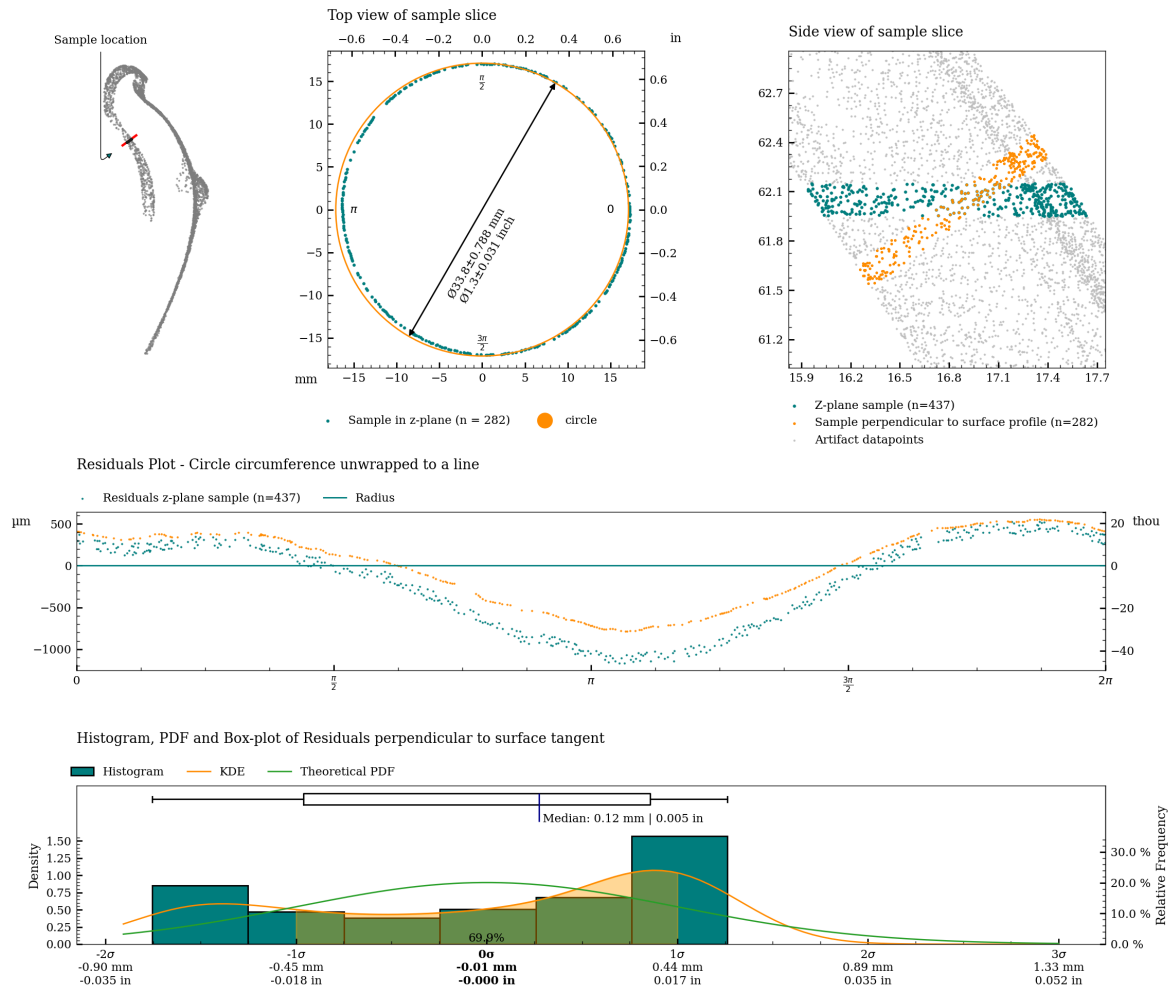 Sample location
Top view of sample slice
−0.6 −0.4 −0.2 0.0 0.2 0.4 0.6 in
15 10 5 0 −5 −10 −15
0.6 0.4 0.2 0.0 −0.2 −0.4 −0.6
π/2
π
0
3π/2
Ø33.8±0.788 mm
Ø1.3±0.031 inch
mm −15 −10 −5 0 5 10 15
Sample in z-plane (n = 282) circle
Side view of sample slice
62.7
62.4
62.1
61.8
61.5
61.2
15.9 16.2 16.5 16.8 17.1 17.4 17.7
Z-plane sample (n=437)
Sample perpendicular to surface profile (n=282)
Artifact datapoints
Residuals Plot - Circle circumference unwrapped to a line
Residuals z-plane sample (n=437) Radius
µm 500 0 −500 −1000
20 0 −20 −40 thou
0 π/2 π 3π/2 2π
Histogram, PDF and Box-plot of Residuals perpendicular to surface tangent
Histogram KDE Theoretical PDF
Median: 0.12 mm | 0.005 in
Density
1.50
1.25
1.00
0.75
0.50
0.25
0.00
Relative Frequency
30.0 %
20.0 %
10.0 %
0.0 %
69.9%
-2σ -1σ 0σ 1σ 2σ 3σ
-0.90 mm -0.45 mm -0.01 mm 0.44 mm 0.89 mm 1.33 mm
-0.035 in -0.018 in -0.000 in 0.017 in 0.035 in 0.052 in